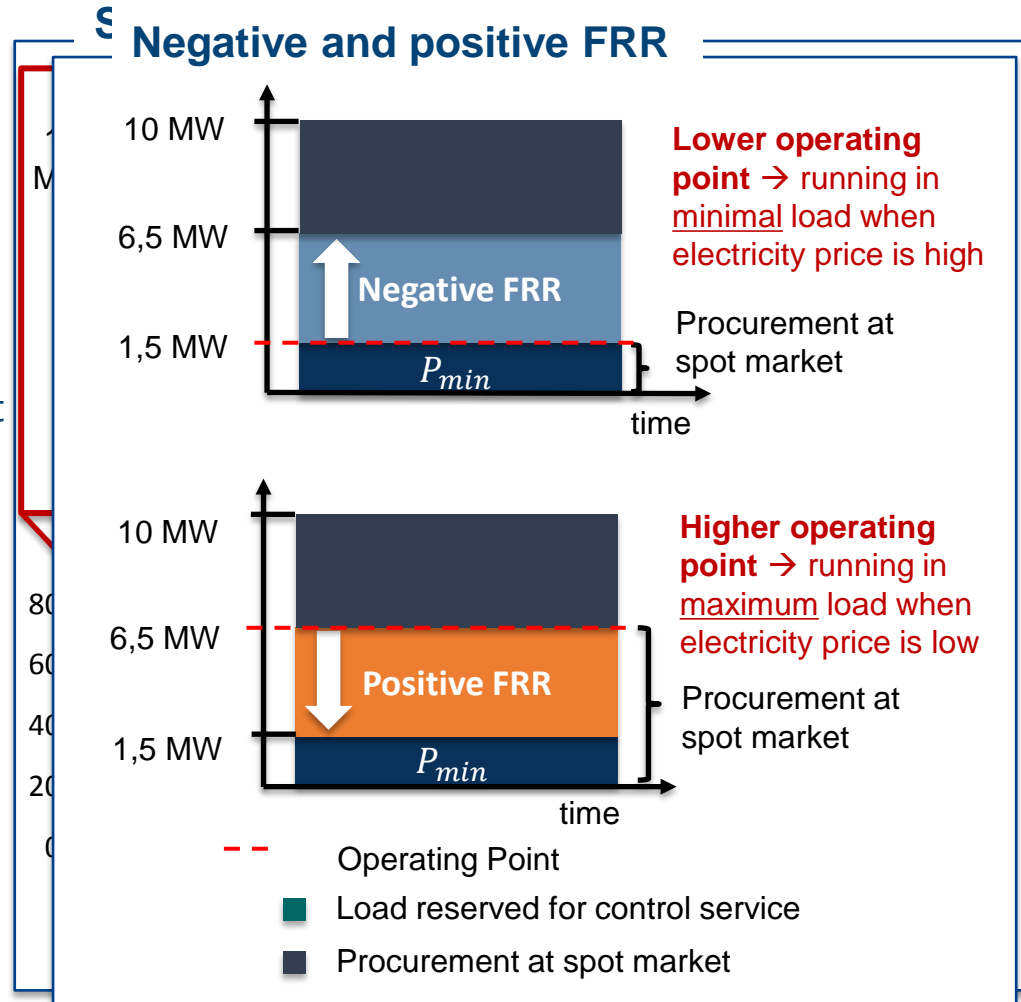 Negative and positive FRR
10 MW
6,5 MW
1,5 MW
Negative FRR
P_min
time
Lower operating
point → running in
minimal load when
electricity price is high
Procurement at
spot market
10 MW
6,5 MW
1,5 MW
Positive FRR
P_min
time
Higher operating
point → running in
maximum load when
electricity price is low
Procurement at
spot market
Operating Point
Load reserved for control service
Procurement at spot market